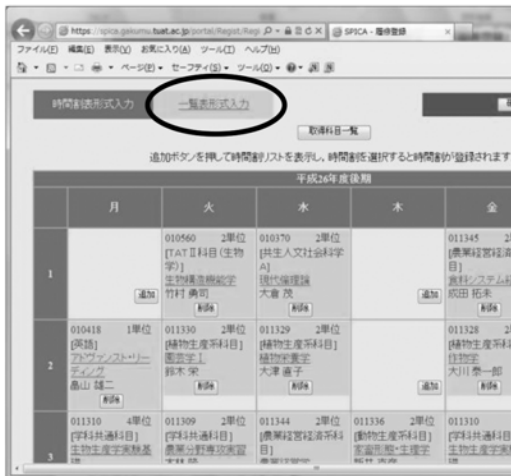 https://spica.gakumu.tuat.ac.jp/portal/Regist/Regi
SPICA - 履修登録
ファイル(F) 編集(E) 表示(V) お気に入り(A) ツール(T) ヘルプ(H)
ページ(P) セーフティ(S) ツール(O)
時間割表形式入力 一覧表形式入力
取得科目一覧
追加ボタンを押して時間割リストを表示し、時間割を選択すると時間割が登録されます
平成26年度後期
月 火 水 木 金
1
追加
010560 2単位
[TATⅡ科目(生物学)]
生物構造機能学
竹村 勇司
削除
010370 2単位
[共生人文社会科学A]
現代倫理論
大倉 茂
削除
追加
011345
[農業経営経済
目]
食料システム経
成田 拓未
削除
2
010418 1単位
[英語]
アドヴァンスト・リーディング
畠山 雄二
削除
011330 2単位
[植物生産系科目]
園芸学Ⅰ
鈴木 栄
削除
011329 2単位
[植物生産系科目]
植物栄養学
大津 直子
削除
追加
011328
[植物生産系科
作物学
大川 泰一郎
削除
3
011310 4単位
[学科共通科目]
生物生産学実験基
011309 2単位
[学科共通科目]
農業分野専攻実習
011344 2単位
[農業経営経済系科目]
011336 2単位
[動物生産系科目]
家畜形態・生理学
011310
[学科共通科目
生物生産学実験